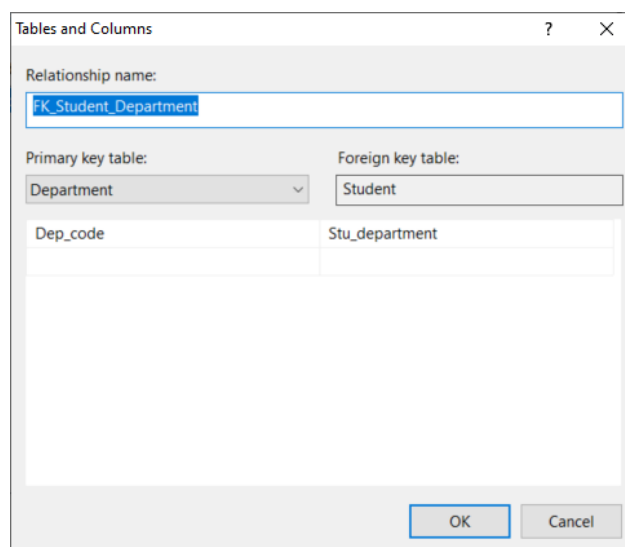 Tables and Columns ?
Relationship name:
FK_Student_Department
Primary key table: Foreign key table:
Department Student
Dep_code Stu_department
OK Cancel